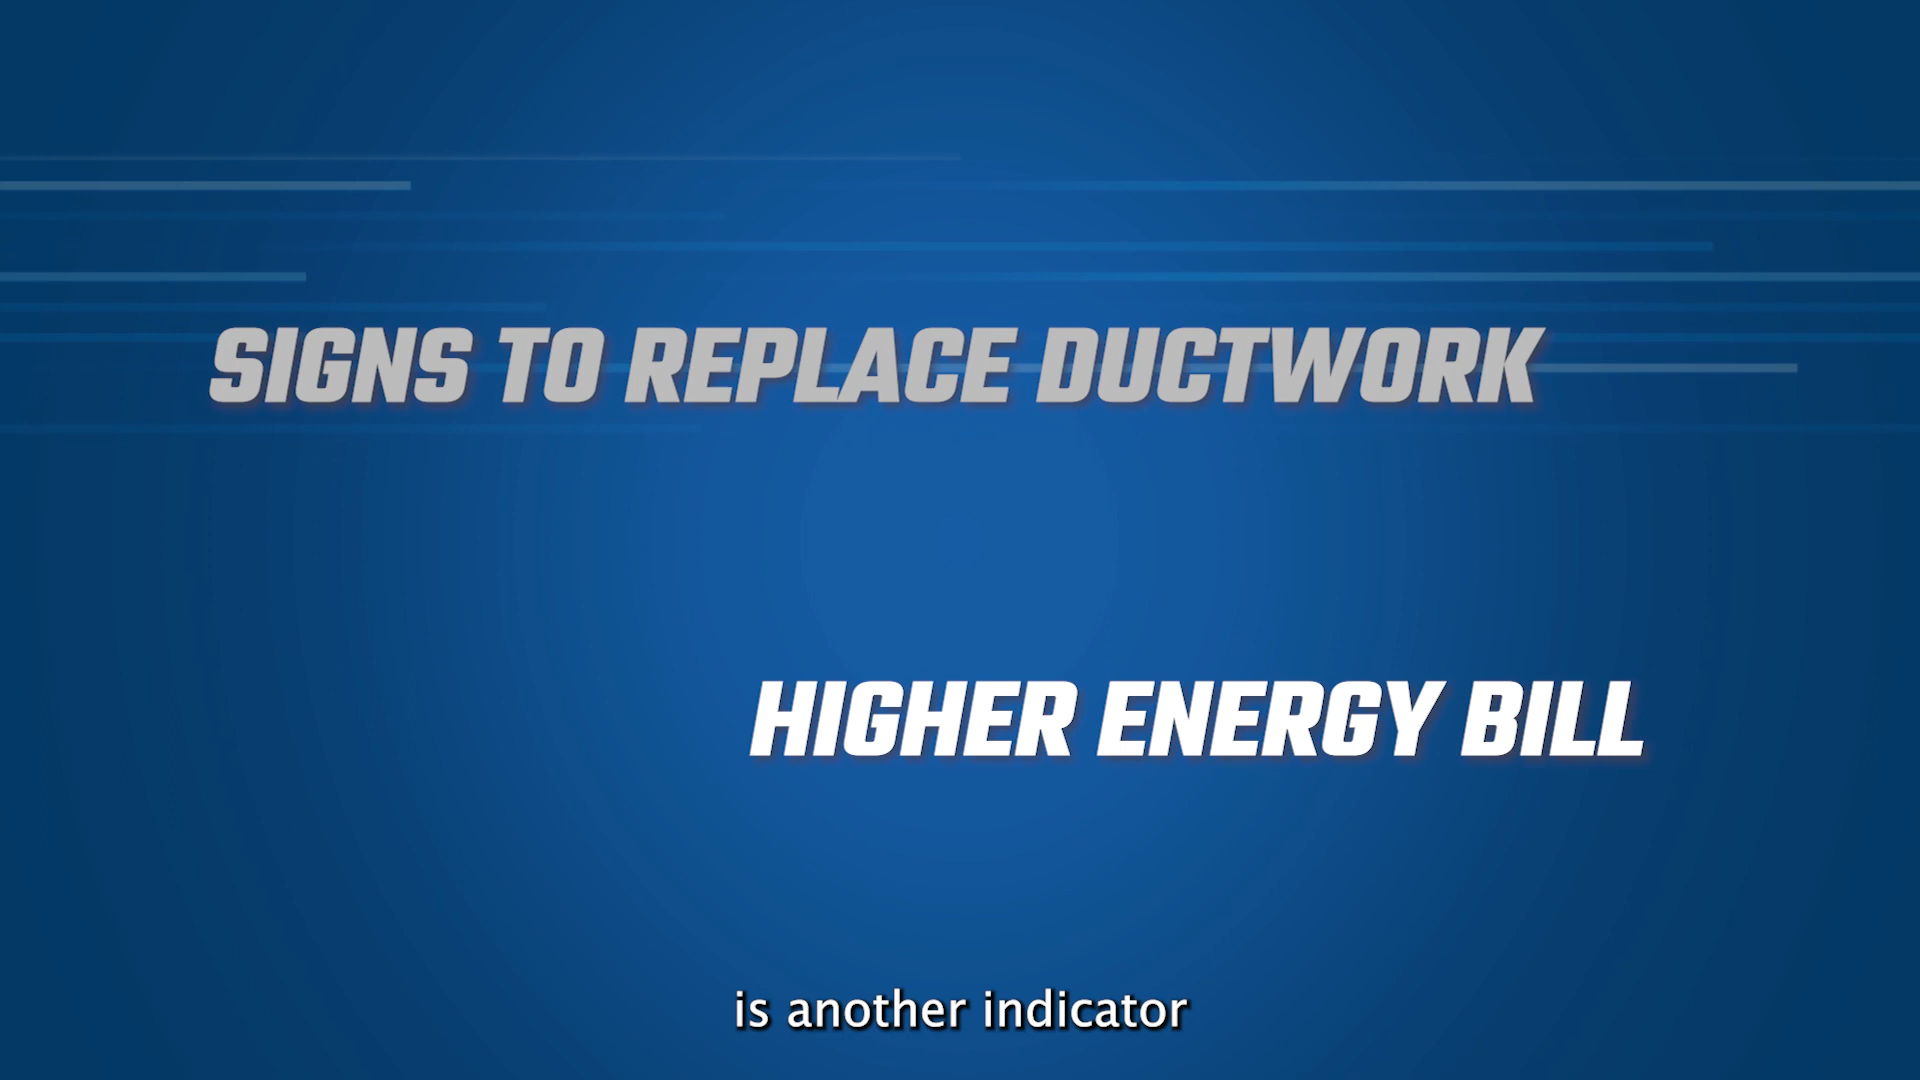 SIGNS TO REPLACE DUCTWORK
HIGHER ENERGY BILL
is another indicator